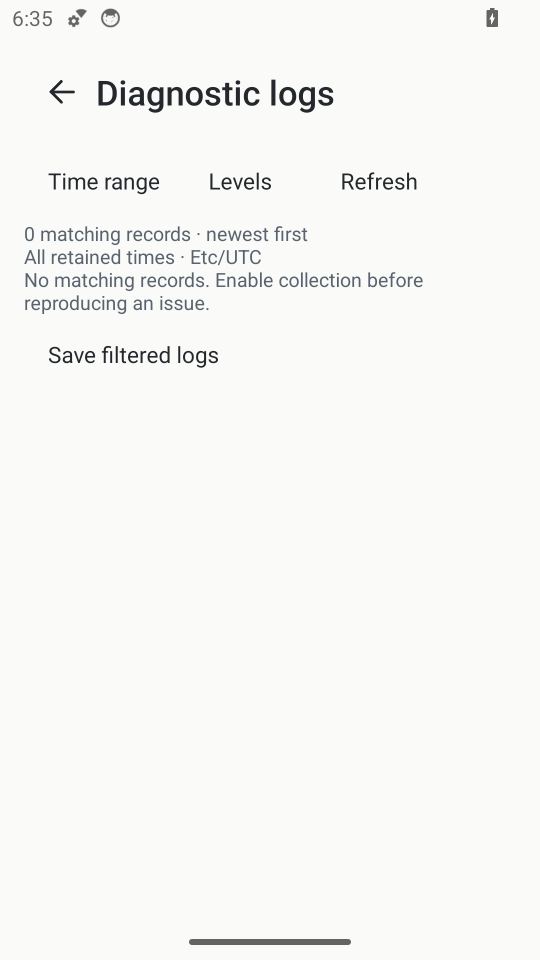 6:35
Diagnostic logs
Time range Levels Refresh
0 matching records · newest first
All retained times · Etc/UTC
No matching records. Enable collection before
reproducing an issue.
Save filtered logs